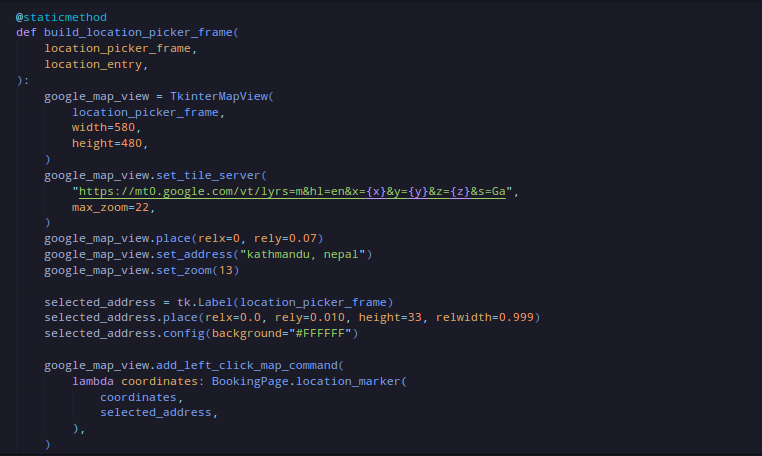 @staticmethod
def build_location_picker_frame(
    location_picker_frame,
    location_entry,
):
    google_map_view = TkinterMapView(
        location_picker_frame,
        width=580,
        height=480,
    )
    google_map_view.set_tile_server(
        "https://mt0.google.com/vt/lyrs=m&hl=en&x={x}&y={y}&z={z}&s=Ga",
        max_zoom=22,
    )
    google_map_view.place(relx=0, rely=0.07)
    google_map_view.set_address("kathmandu, nepal")
    google_map_view.set_zoom(13)

    selected_address = tk.Label(location_picker_frame)
    selected_address.place(relx=0.0, rely=0.010, height=33, relwidth=0.999)
    selected_address.config(background="#FFFFFF")

    google_map_view.add_left_click_map_command(
        lambda coordinates: BookingPage.location_marker(
            coordinates,
            selected_address,
        ),
    )